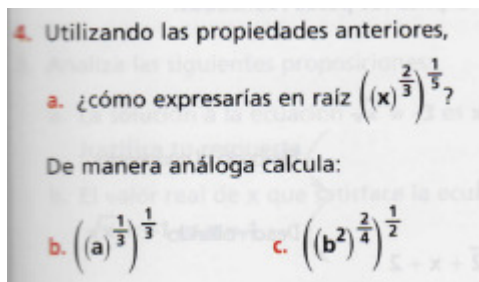 4. Utilizando las propiedades anteriores,
a. ¿cómo expresarías en raíz ((x)^(2/3))^(1/5)?
De manera análoga calcula:
b. ((a)^(1/3))^(1/3) c. ((b²)^(2/4))^(1/2)